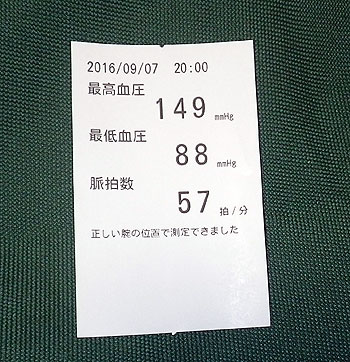 2016/09/07 20:00
最高血圧
149 mmHg
最低血圧
88 mmHg
脈拍数
57 拍/分
正しい腕の位置で測定できました